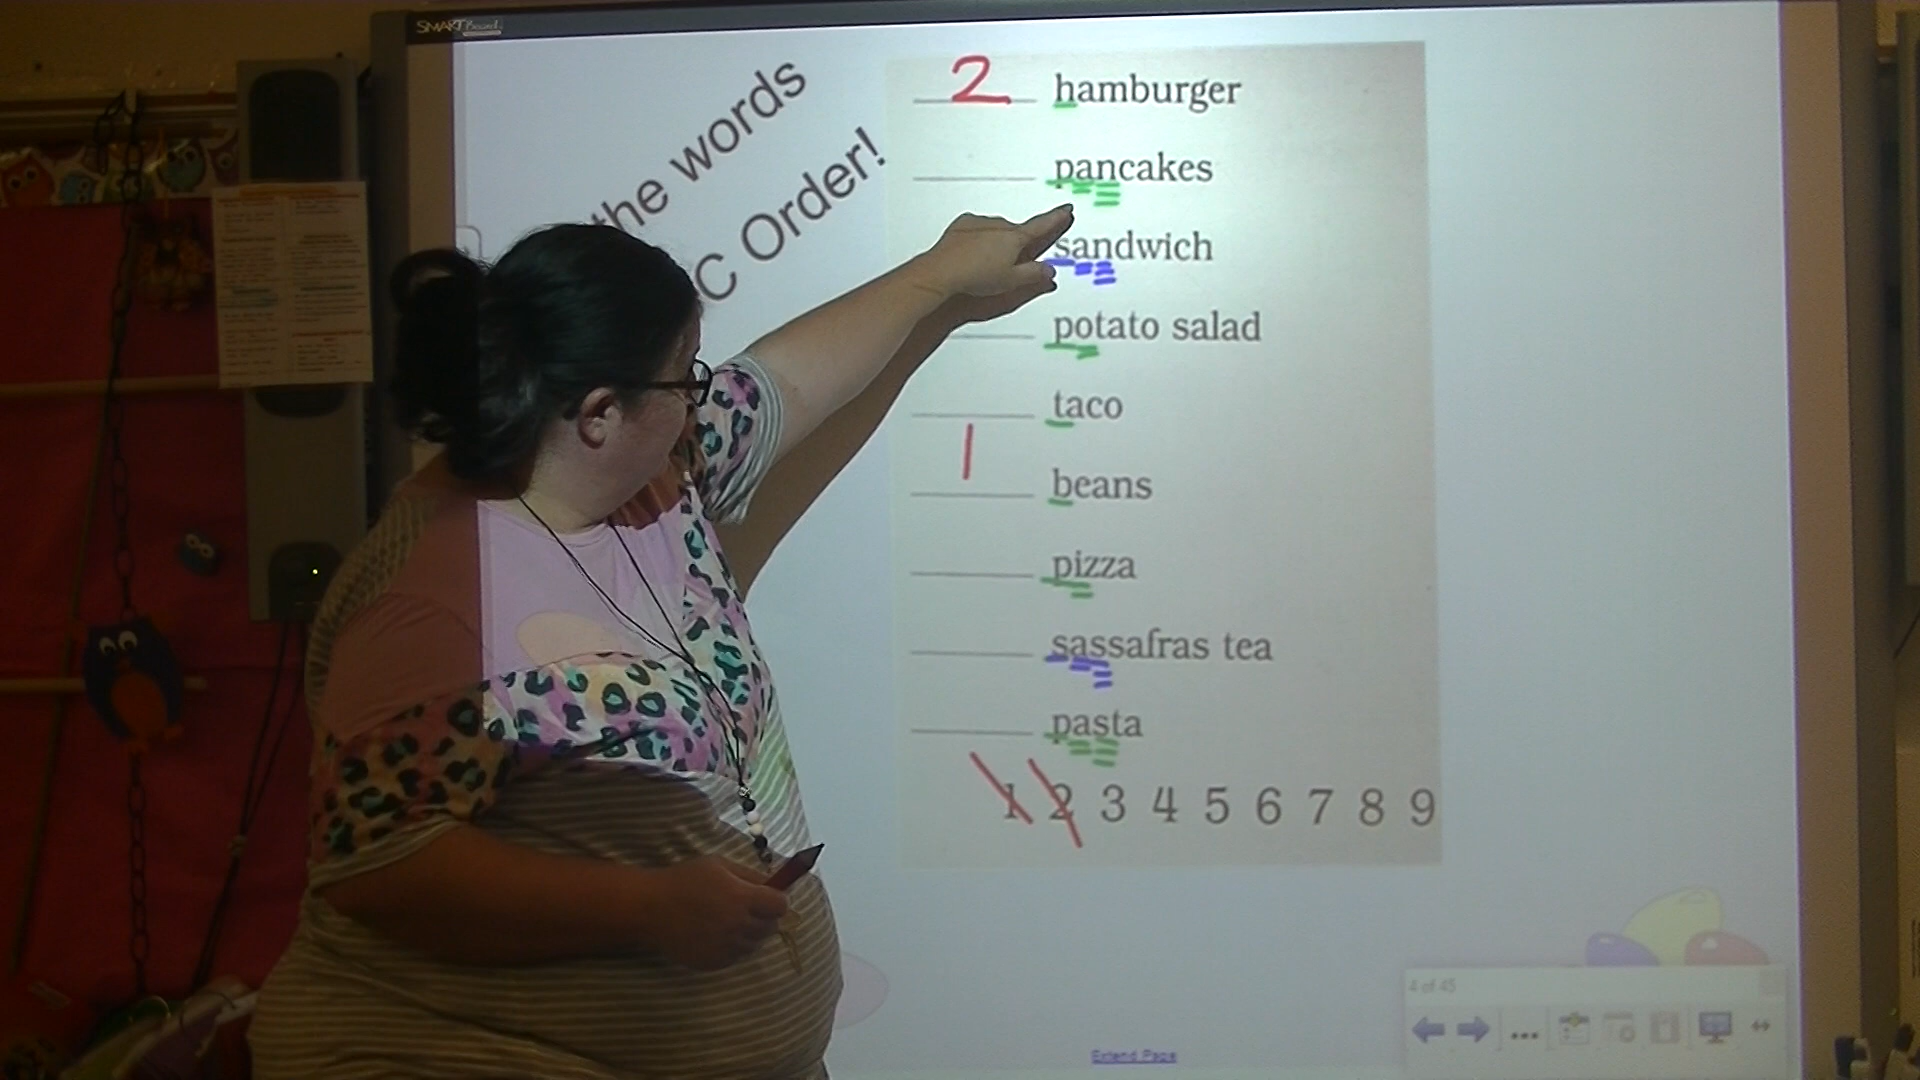 SMART Board
the words
C Order!
2 hamburger
pancakes
sandwich
potato salad
taco
1 beans
pizza
sassafras tea
pasta
1 2 3 4 5 6 7 8 9
4 of 45
Extend Page